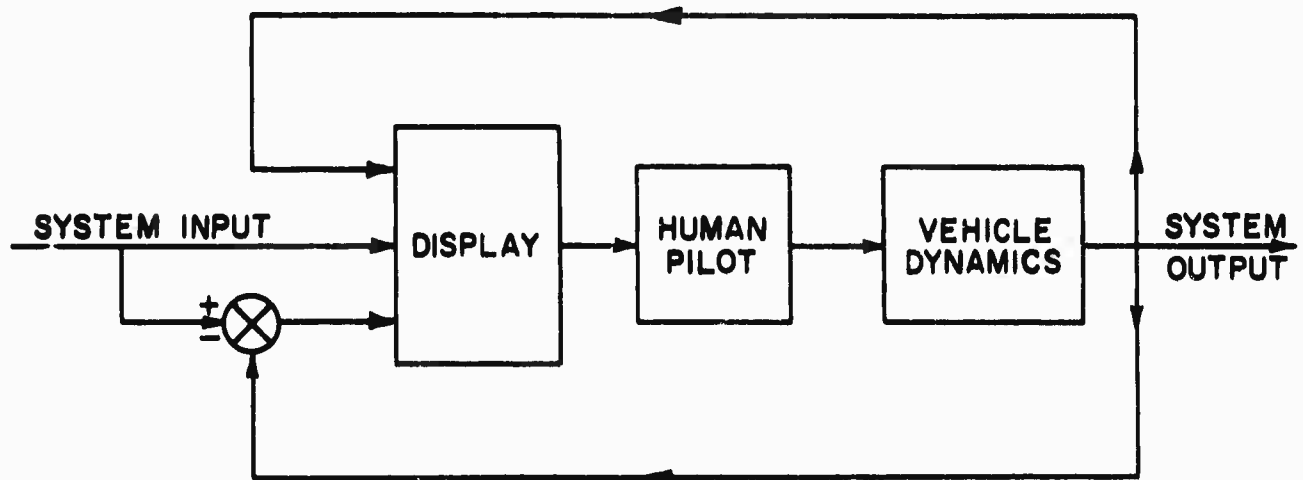 SYSTEM INPUT
DISPLAY
HUMAN
PILOT
VEHICLE
DYNAMICS
SYSTEM
OUTPUT
+
−